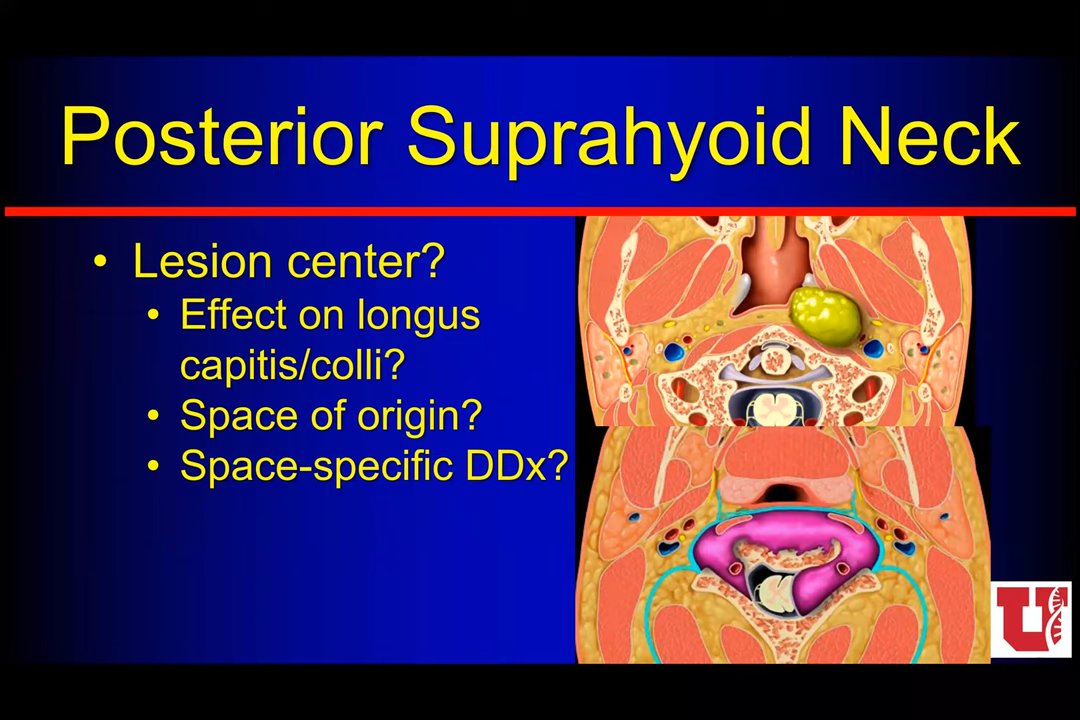 Posterior Suprahyoid Neck
• Lesion center?
• Effect on longus
capitis/colli?
• Space of origin?
• Space-specific DDx?
U